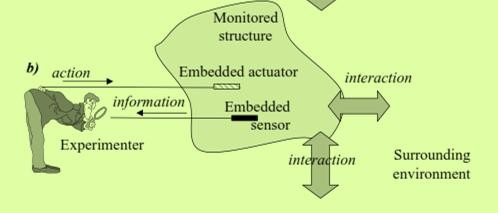 Monitored
structure
b) action
Embedded actuator
interaction
information
Embedded
sensor
Experimenter
interaction
Surrounding
environment